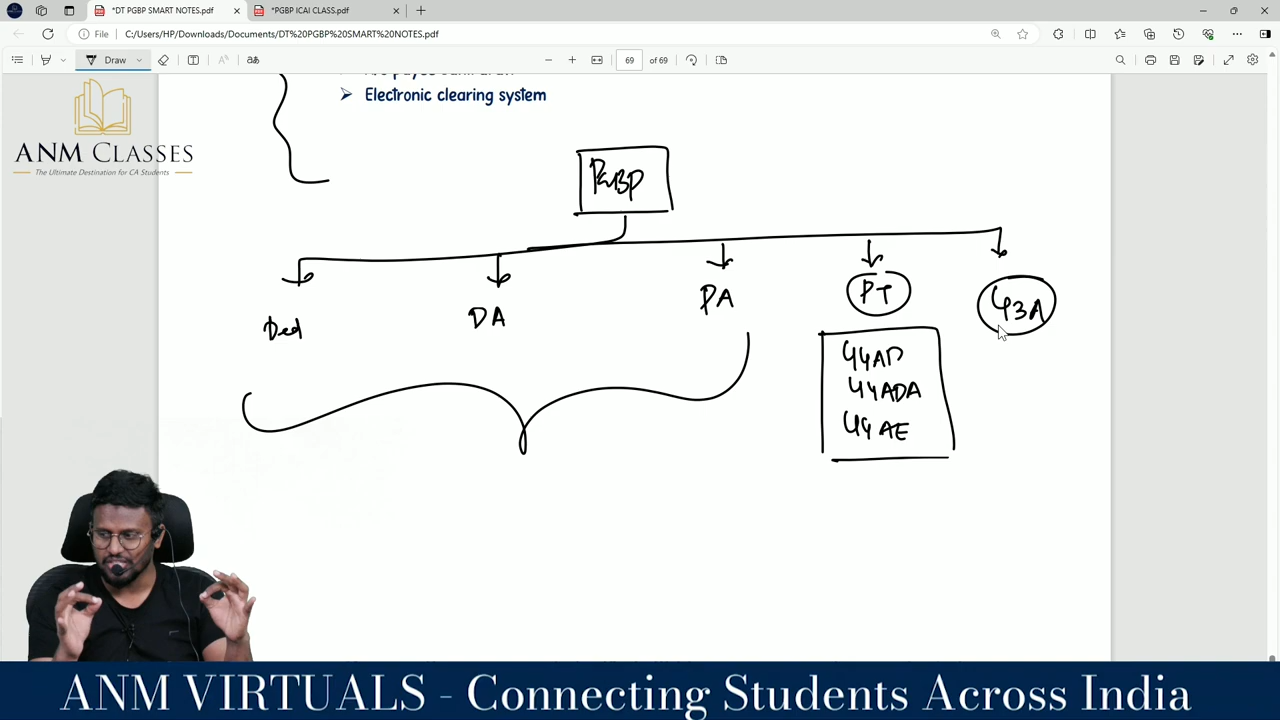 *DT PGBP SMART NOTES.pdf
*PGBP ICAI CLASS.pdf
File
C:/Users/HP/Downloads/Documents/DT%20PGBP%20SMART%20NOTES.pdf
Draw
69
of 69
Electronic clearing system
ANM CLASSES
The Ultimate Destination for CA Students
PGBP
Ded
DA
PA
PT
43A
44AD
44ADA
44AE
ANM VIRTUALS - Connecting Students Across India